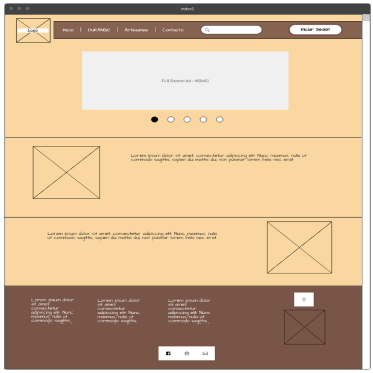 index2
Logo
Inicio
DURANGO
Artesanias
Contacto
Iniciar Sesión
Full Banner Ad - 468x60
Lorem ipsum dolor sit amet, consectetur adipiscing elit. Nunc maximus, nulla ut
commodo sagittis, sapien dui mattis dui, non pulvinar lorem felis nec erat
Lorem ipsum dolor sit amet, consectetur adipiscing elit. Nunc maximus, nulla
ut commodo sagittis, sapien dui mattis dui, non pulvinar lorem felis nec erat
Lorem ipsum dolor
sit amet,
consectetur
adipiscing elit. Nunc
maximus, nulla ut
commodo sagittis,
Lorem ipsum dolor
sit amet,
consectetur
adipiscing elit. Nunc
maximus, nulla ut
commodo sagittis,
Lorem ipsum dolor
sit amet,
consectetur
adipiscing elit. Nunc
maximus, nulla ut
commodo sagittis,